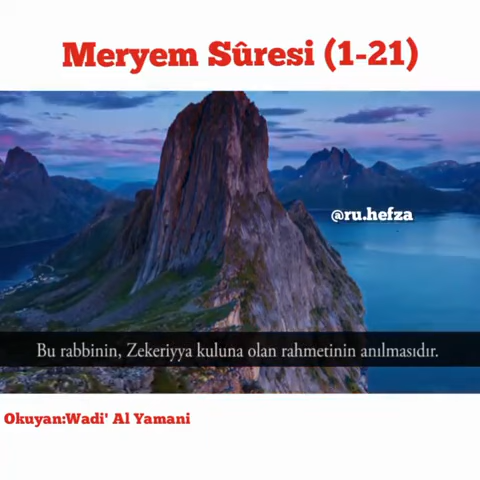 Meryem Sûresi (1-21)
@ru.hefza
Bu rabbinin, Zekeriyya kuluna olan rahmetinin anılmasıdır.
Okuyan:Wadi' Al Yamani